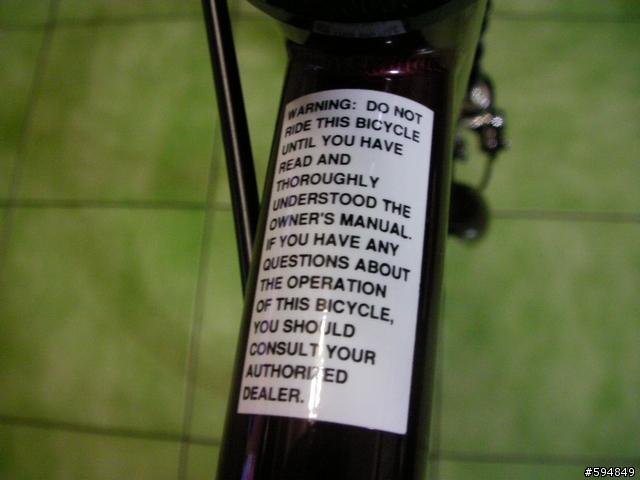 WARNING: DO NOT
RIDE THIS BICYCLE
UNTIL YOU HAVE
READ AND
THOROUGHLY
UNDERSTOOD THE
OWNER'S MANUAL.
IF YOU HAVE ANY
QUESTIONS ABOUT
THE OPERATION
OF THIS BICYCLE,
YOU SHOULD
CONSULT YOUR
AUTHORIZED
DEALER.
#594849